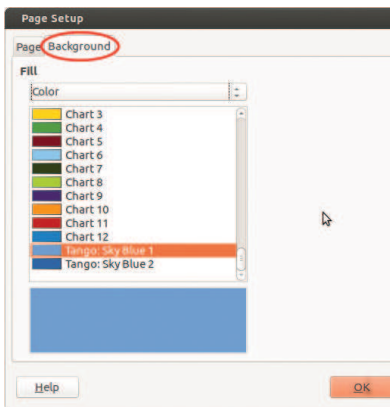 Page Setup
Page Background
Fill
Color
Chart 3
Chart 4
Chart 5
Chart 6
Chart 7
Chart 8
Chart 9
Chart 10
Chart 11
Chart 12
Tango: Sky Blue 1
Tango: Sky Blue 2
Help OK